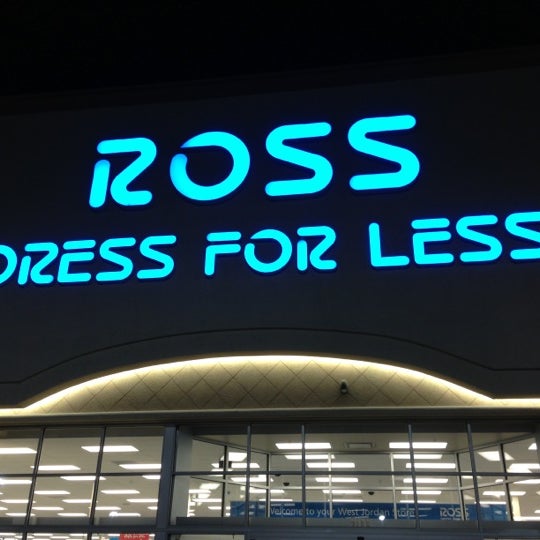 ROSS
DRESS FOR LESS
Welcome to your West Jordan Store
ROSS